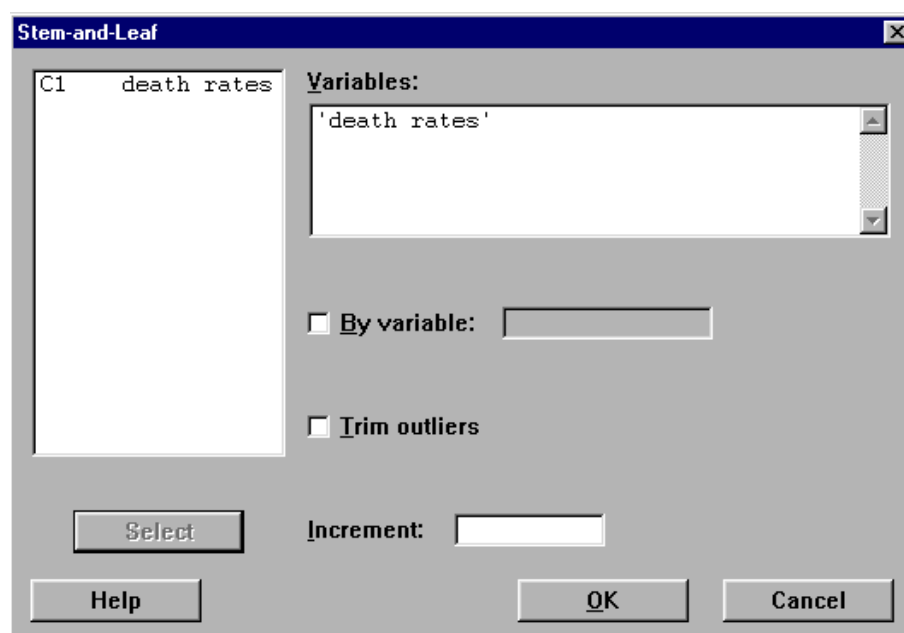 Stem-and-Leaf
C1 death rates
Variables:
'death rates'
By variable:
Trim outliers
Select
Increment:
Help
OK
Cancel